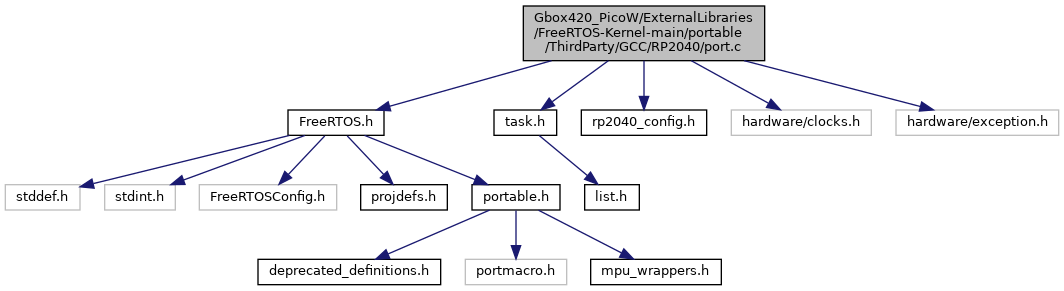 Gbox420_PicoW/ExternalLibraries
/FreeRTOS-Kernel-main/portable
/ThirdParty/GCC/RP2040/port.c
FreeRTOS.h
task.h
rp2040_config.h
hardware/clocks.h
hardware/exception.h
stddef.h
stdint.h
FreeRTOSConfig.h
projdefs.h
portable.h
list.h
deprecated_definitions.h
portmacro.h
mpu_wrappers.h